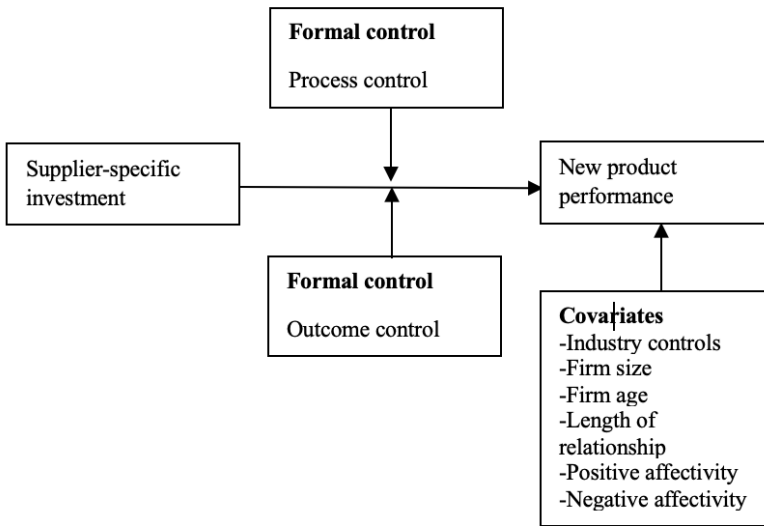 Formal control
Process control
Supplier-specific
investment
New product
performance
Formal control
Outcome control
Covariates
-Industry controls
-Firm size
-Firm age
-Length of
relationship
-Positive affectivity
-Negative affectivity